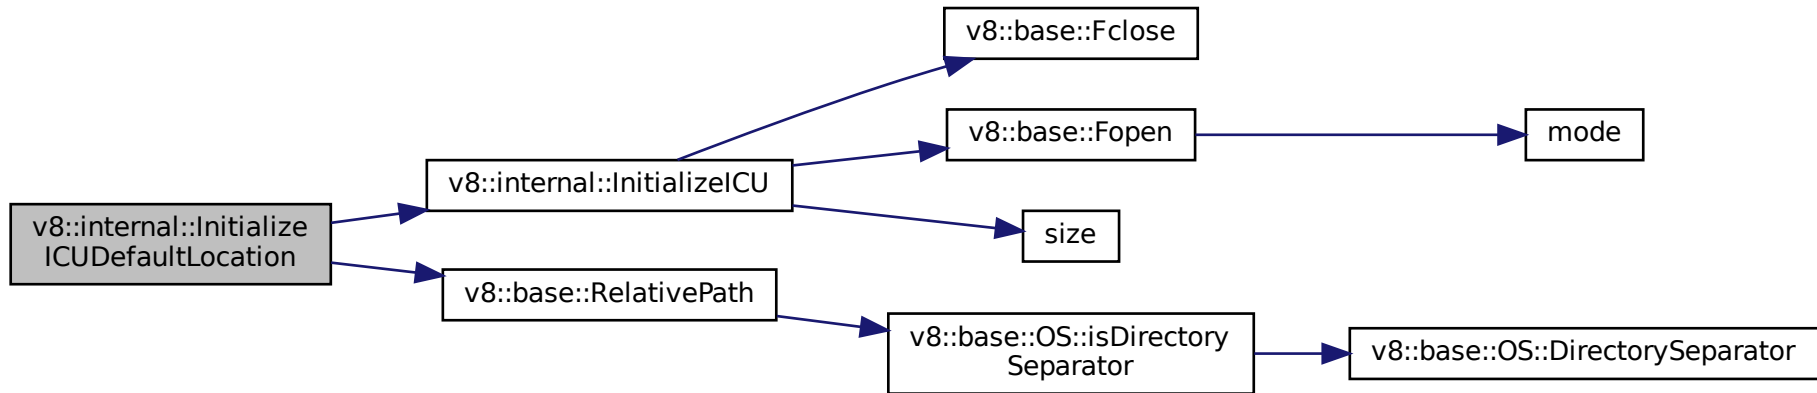 v8::internal::Initialize
ICUDefaultLocation
v8::internal::InitializeICU
v8::base::Fclose
v8::base::Fopen
mode
size
v8::base::RelativePath
v8::base::OS::isDirectory
Separator
v8::base::OS::DirectorySeparator